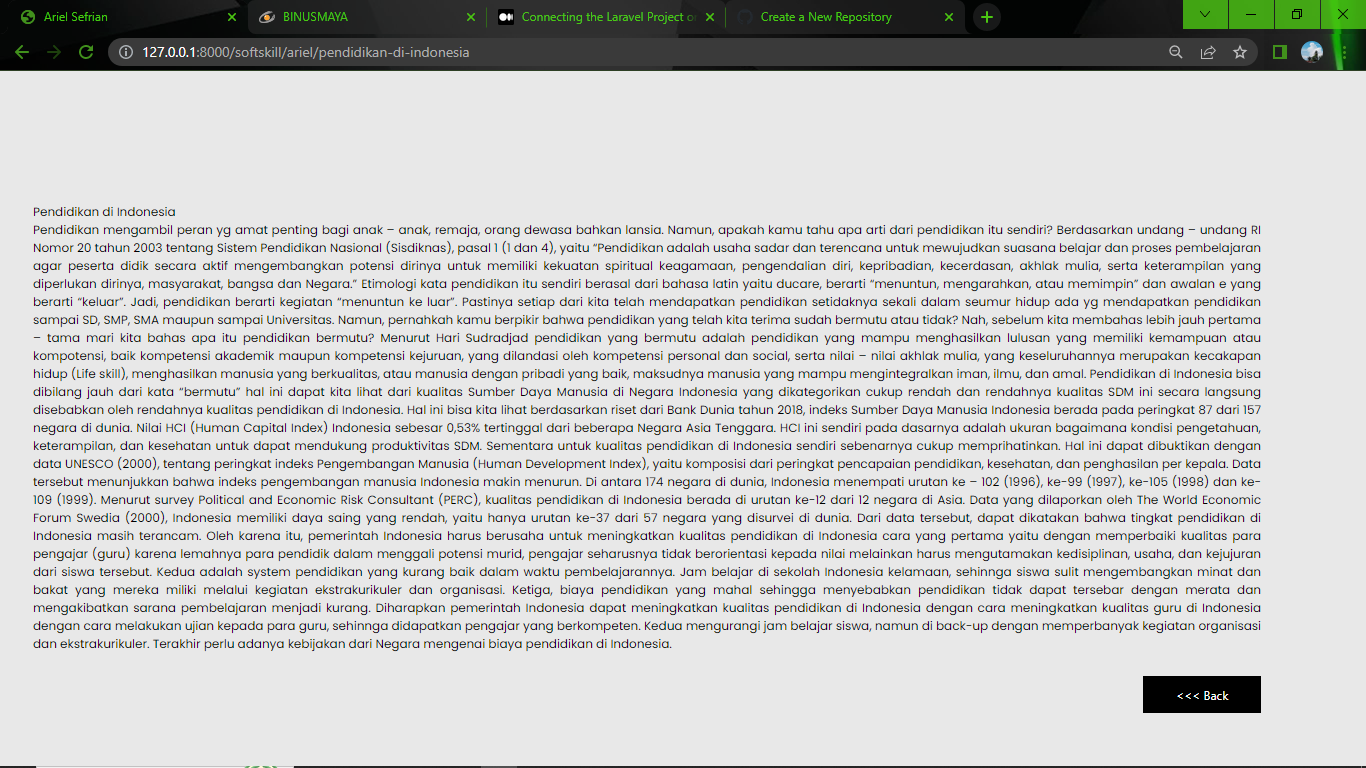 Ariel Sefrian
BINUSMAYA
Connecting the Laravel Project or
Create a New Repository
127.0.0.1:8000/softskill/ariel/pendidikan-di-indonesia
Pendidikan di Indonesia
Pendidikan mengambil peran yg amat penting bagi anak – anak, remaja, orang dewasa bahkan lansia. Namun, apakah kamu tahu apa arti dari pendidikan itu sendiri? Berdasarkan undang – undang RI
Nomor 20 tahun 2003 tentang Sistem Pendidikan Nasional (Sisdiknas), pasal 1 (1 dan 4), yaitu “Pendidikan adalah usaha sadar dan terencana untuk mewujudkan suasana belajar dan proses pembelajaran
agar peserta didik secara aktif mengembangkan potensi dirinya untuk memiliki kekuatan spiritual keagamaan, pengendalian diri, kepribadian, kecerdasan, akhlak mulia, serta keterampilan yang
diperlukan dirinya, masyarakat, bangsa dan Negara.” Etimologi kata pendidikan itu sendiri berasal dari bahasa latin yaitu ducare, berarti “menuntun, mengarahkan, atau memimpin” dan awalan e yang
berarti “keluar”. Jadi, pendidikan berarti kegiatan “menuntun ke luar”. Pastinya setiap dari kita telah mendapatkan pendidikan setidaknya sekali dalam seumur hidup ada yg mendapatkan pendidikan
sampai SD, SMP, SMA maupun sampai Universitas. Namun, pernahkah kamu berpikir bahwa pendidikan yang telah kita terima sudah bermutu atau tidak? Nah, sebelum kita membahas lebih jauh pertama
– tama mari kita bahas apa itu pendidikan bermutu? Menurut Hari Sudradjad pendidikan yang bermutu adalah pendidikan yang mampu menghasilkan lulusan yang memiliki kemampuan atau
kompotensi, baik kompetensi akademik maupun kompetensi kejuruan, yang dilandasi oleh kompetensi personal dan social, serta nilai – nilai akhlak mulia, yang keseluruhannya merupakan kecakapan
hidup (Life skill), menghasilkan manusia yang berkualitas, atau manusia dengan pribadi yang baik, maksudnya manusia yang mampu mengintegralkan iman, ilmu, dan amal. Pendidikan di Indonesia bisa
dibilang jauh dari kata “bermutu” hal ini dapat kita lihat dari kualitas Sumber Daya Manusia di Negara Indonesia yang dikategorikan cukup rendah dan rendahnya kualitas SDM ini secara langsung
disebabkan oleh rendahnya kualitas pendidikan di Indonesia. Hal ini bisa kita lihat berdasarkan riset dari Bank Dunia tahun 2018, indeks Sumber Daya Manusia Indonesia berada pada peringkat 87 dari 157
negara di dunia. Nilai HCI (Human Capital Index) Indonesia sebesar 0,53% tertinggal dari beberapa Negara Asia Tenggara. HCI ini sendiri pada dasarnya adalah ukuran bagaimana kondisi pengetahuan,
keterampilan, dan kesehatan untuk dapat mendukung produktivitas SDM. Sementara untuk kualitas pendidikan di Indonesia sendiri sebenarnya cukup memprihatinkan. Hal ini dapat dibuktikan dengan
data UNESCO (2000), tentang peringkat indeks Pengembangan Manusia (Human Development Index), yaitu komposisi dari peringkat pencapaian pendidikan, kesehatan, dan penghasilan per kepala. Data
tersebut menunjukkan bahwa indeks pengembangan manusia Indonesia makin menurun. Di antara 174 negara di dunia, Indonesia menempati urutan ke – 102 (1996), ke-99 (1997), ke-105 (1998) dan ke-
109 (1999). Menurut survey Political and Economic Risk Consultant (PERC), kualitas pendidikan di Indonesia berada di urutan ke-12 dari 12 negara di Asia. Data yang dilaporkan oleh The World Economic
Forum Swedia (2000), Indonesia memiliki daya saing yang rendah, yaitu hanya urutan ke-37 dari 57 negara yang disurvei di dunia. Dari data tersebut, dapat dikatakan bahwa tingkat pendidikan di
Indonesia masih terancam. Oleh karena itu, pemerintah Indonesia harus berusaha untuk meningkatkan kualitas pendidikan di Indonesia cara yang pertama yaitu dengan memperbaiki kualitas para
pengajar (guru) karena lemahnya para pendidik dalam menggali potensi murid, pengajar seharusnya tidak berorientasi kepada nilai melainkan harus mengutamakan kedisiplinan, usaha, dan kejujuran
dari siswa tersebut. Kedua adalah system pendidikan yang kurang baik dalam waktu pembelajarannya. Jam belajar di sekolah Indonesia kelamaan, sehinnga siswa sulit mengembangkan minat dan
bakat yang mereka miliki melalui kegiatan ekstrakurikuler dan organisasi. Ketiga, biaya pendidikan yang mahal sehingga menyebabkan pendidikan tidak dapat tersebar dengan merata dan
mengakibatkan sarana pembelajaran menjadi kurang. Diharapkan pemerintah Indonesia dapat meningkatkan kualitas pendidikan di Indonesia dengan cara meningkatkan kualitas guru di Indonesia
dengan cara melakukan ujian kepada para guru, sehinnga didapatkan pengajar yang berkompeten. Kedua mengurangi jam belajar siswa, namun di back-up dengan memperbanyak kegiatan organisasi
dan ekstrakurikuler. Terakhir perlu adanya kebijakan dari Negara mengenai biaya pendidikan di Indonesia.
<<< Back